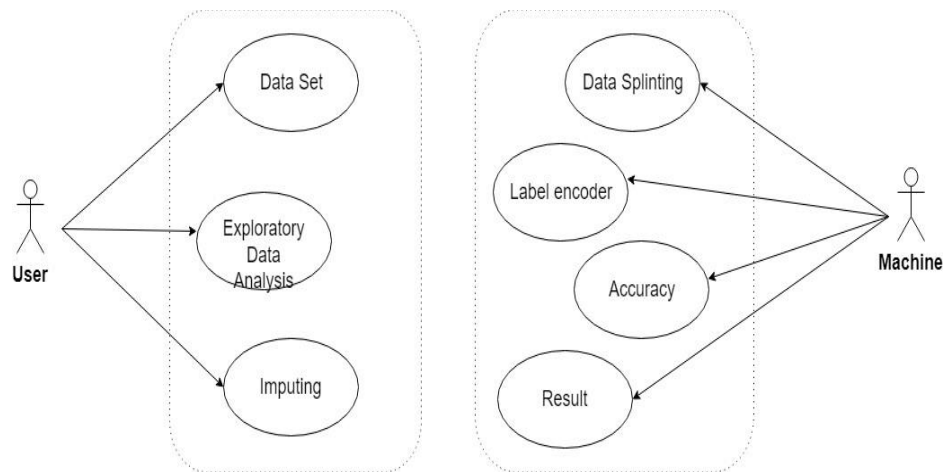 Data Set
Exploratory
Data
Analysis
Imputing
User
Data Splinting
Label encoder
Accuracy
Result
Machine